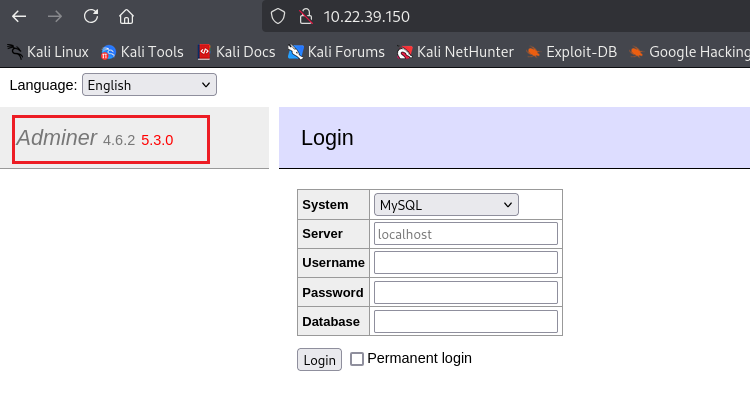 10.22.39.150
Kali Linux Kali Tools Kali Docs Kali Forums Kali NetHunter Exploit-DB Google Hacking
Language: English
Adminer 4.6.2 5.3.0
Login
System MySQL
Server localhost
Username
Password
Database
Login Permanent login